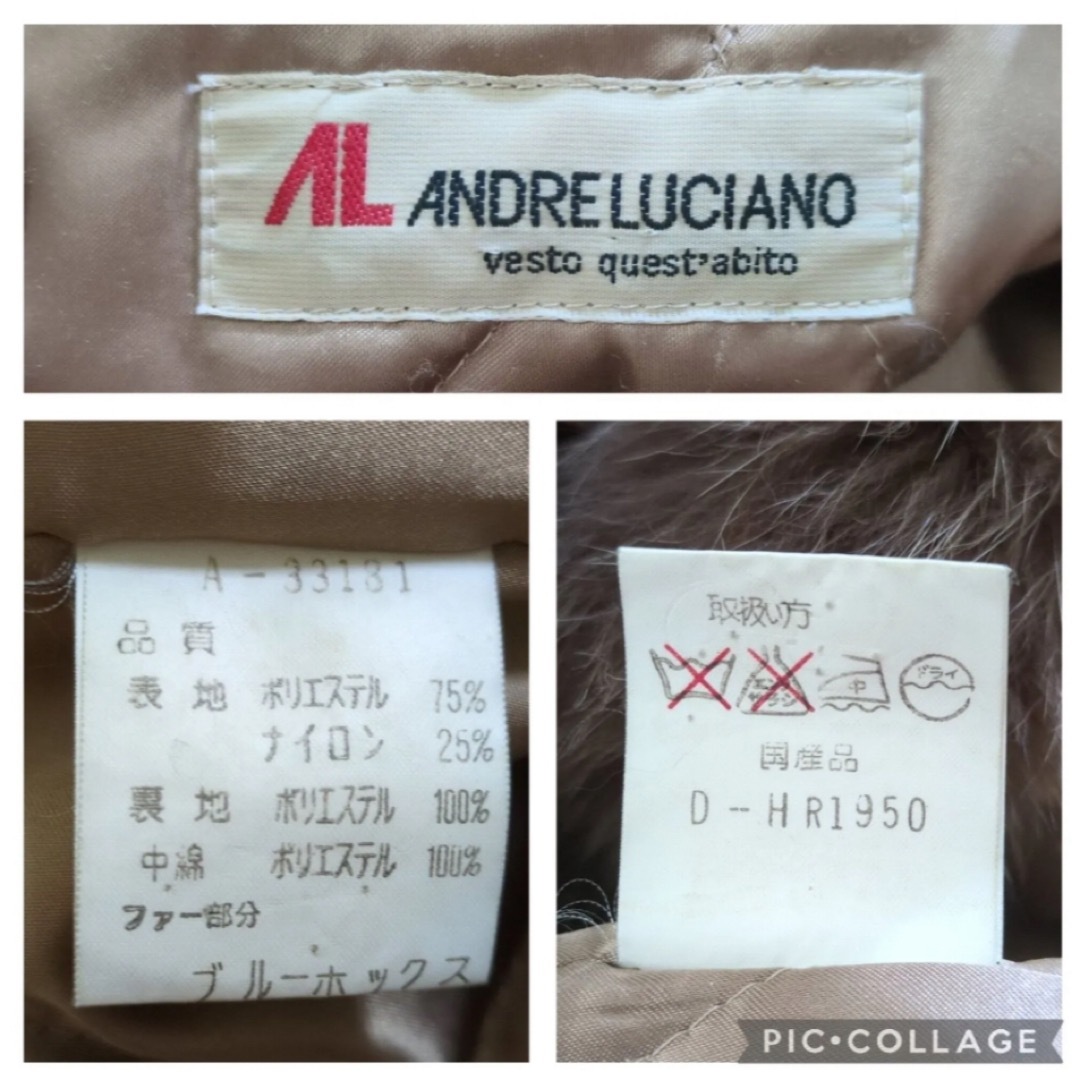 AL ANDRE LUCIANO
vesto quest'abito
A-33131
品質
表地 ポリエステル 75%
ナイロン 25%
裏地 ポリエステル 100%
中綿 ポリエステル 100%
ファー部分
ブルーホックス
取扱い方
中 ドライ
国産品
D-HR1950
PIC•COLLAGE